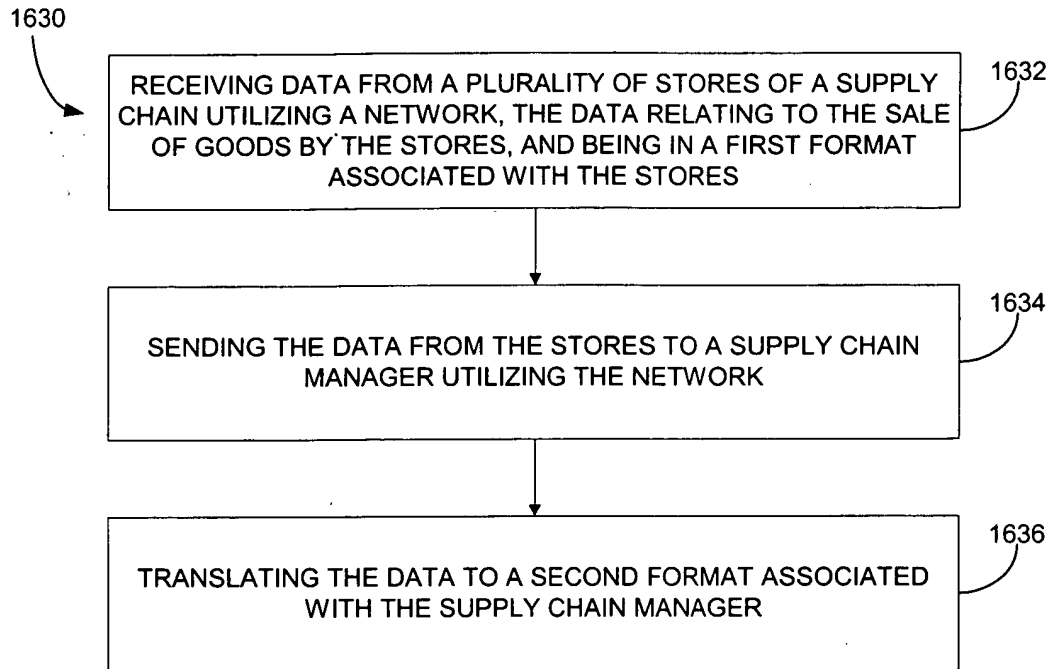 1630
RECEIVING DATA FROM A PLURALITY OF STORES OF A SUPPLY
CHAIN UTILIZING A NETWORK, THE DATA RELATING TO THE SALE
OF GOODS BY THE STORES, AND BEING IN A FIRST FORMAT
ASSOCIATED WITH THE STORES
1632
SENDING THE DATA FROM THE STORES TO A SUPPLY CHAIN
MANAGER UTILIZING THE NETWORK
1634
TRANSLATING THE DATA TO A SECOND FORMAT ASSOCIATED
WITH THE SUPPLY CHAIN MANAGER
1636